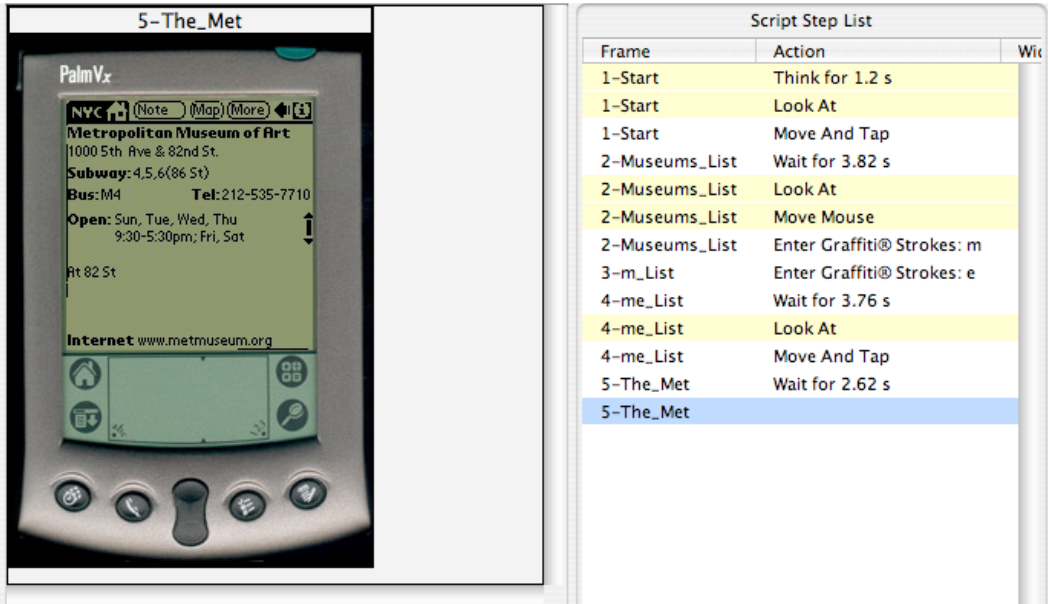 5-The_Met
PalmVx
NYC (Note ) (Map) (More)
Metropolitan Museum of Art
1000 5th Ave & 82nd St.
Subway: 4,5,6(86 St)
Bus: M4 Tel: 212-535-7710
Open: Sun, Tue, Wed, Thu
9:30-5:30pm; Fri, Sat
At 82 St
Internet www.metmuseum.org
Script Step List
Frame Action Wid
1-Start Think for 1.2 s
1-Start Look At
1-Start Move And Tap
2-Museums_List Wait for 3.82 s
2-Museums_List Look At
2-Museums_List Move Mouse
2-Museums_List Enter Graffiti® Strokes: m
3-m_List Enter Graffiti® Strokes: e
4-me_List Wait for 3.76 s
4-me_List Look At
4-me_List Move And Tap
5-The_Met Wait for 2.62 s
5-The_Met